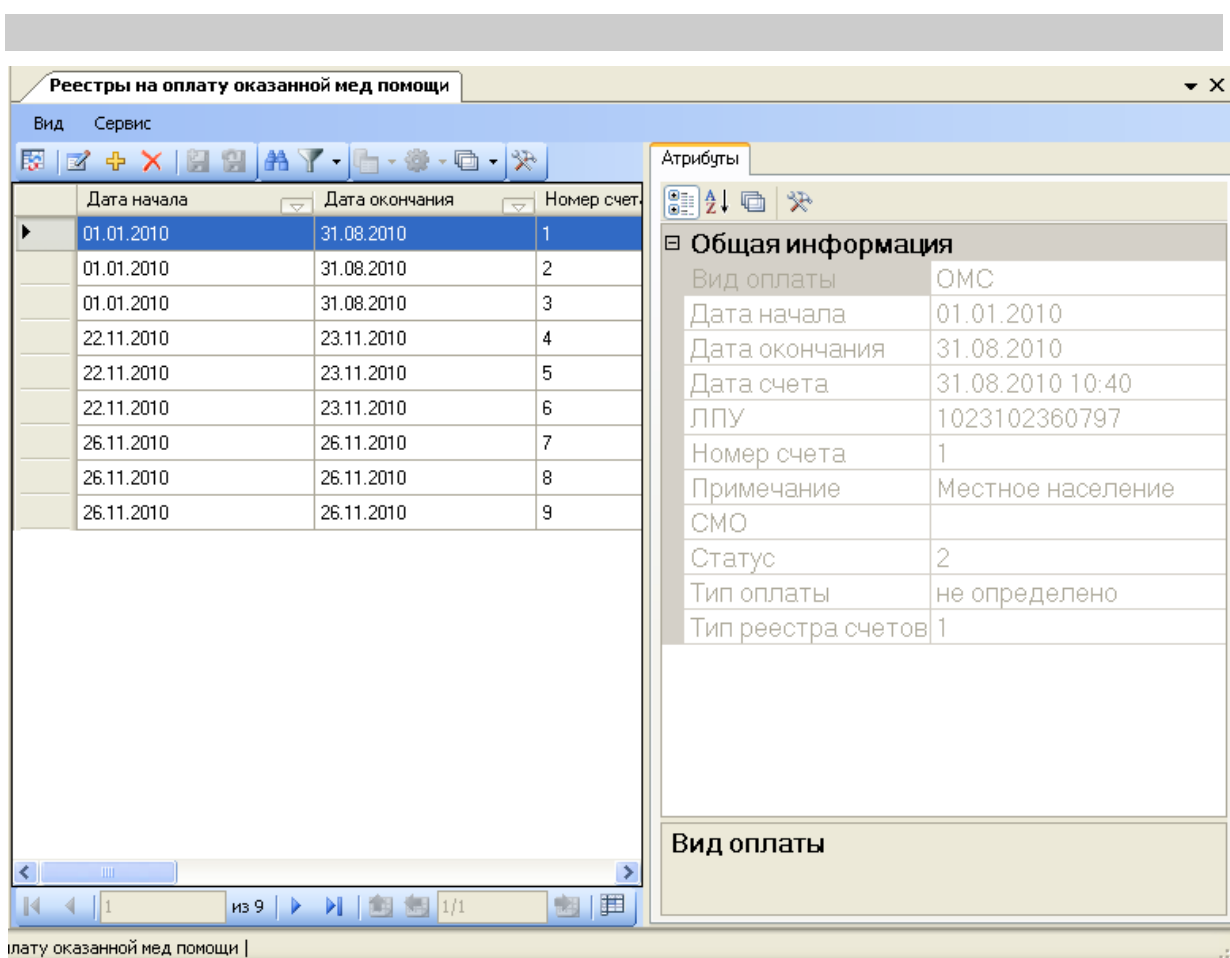 Реестры на оплату оказанной мед помощи
Вид Сервис
Дата начала Дата окончания Номер счет
01.01.2010 31.08.2010 1
01.01.2010 31.08.2010 2
01.01.2010 31.08.2010 3
22.11.2010 23.11.2010 4
22.11.2010 23.11.2010 5
22.11.2010 23.11.2010 6
26.11.2010 26.11.2010 7
26.11.2010 26.11.2010 8
26.11.2010 26.11.2010 9
1 из 9 1/1
Атрибуты
Общая информация
Вид оплаты ОМС
Дата начала 01.01.2010
Дата окончания 31.08.2010
Дата счета 31.08.2010 10:40
ЛПУ 1023102360797
Номер счета 1
Примечание Местное население
СМО
Статус 2
Тип оплаты не определено
Тип реестра счетов 1
Вид оплаты
лату оказанной мед помощи |